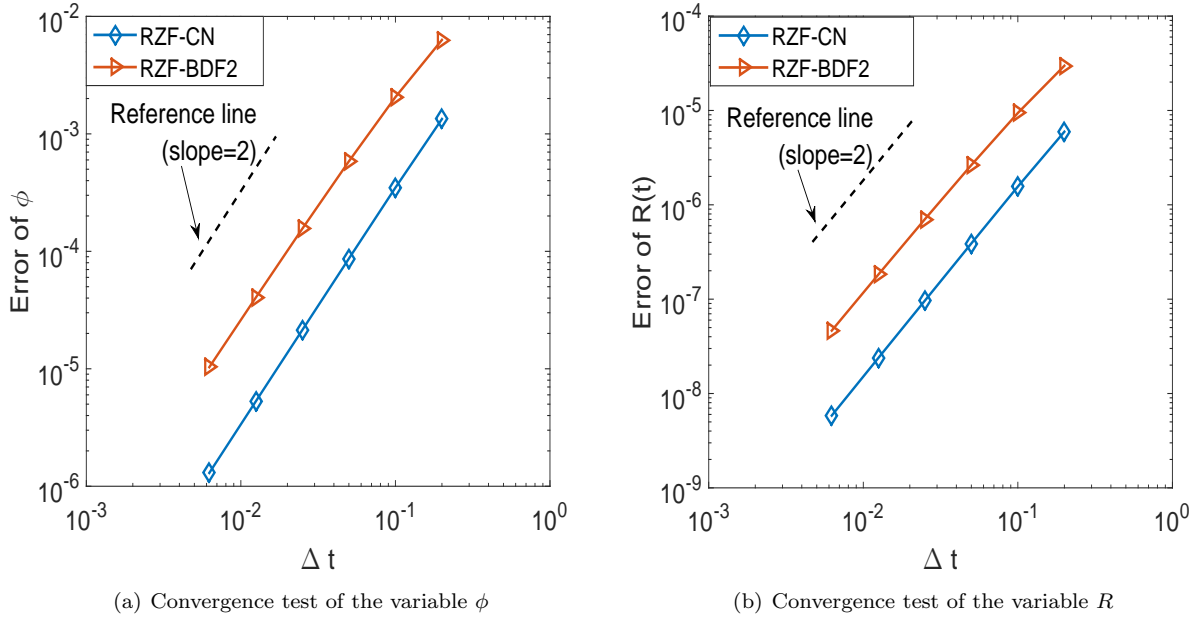 RZF-CN
RZF-BDF2
Reference line
(slope=2)
10^-2
10^-3
10^-4
10^-5
10^-6
Error of ϕ
10^-3
10^-2
10^-1
10^0
Δ t
(a) Convergence test of the variable ϕ
RZF-CN
RZF-BDF2
Reference line
(slope=2)
10^-4
10^-5
10^-6
10^-7
10^-8
10^-9
Error of R(t)
10^-3
10^-2
10^-1
10^0
Δ t
(b) Convergence test of the variable R